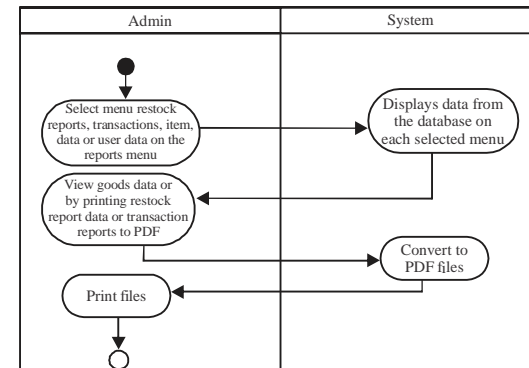 Admin
System
Select menu restock
reports, transactions, item,
data or user data on the
reports menu
Displays data from
the database on
each selected menu
View goods data or
by printing restock
report data or transaction
reports to PDF
Convert to
PDF files
Print files